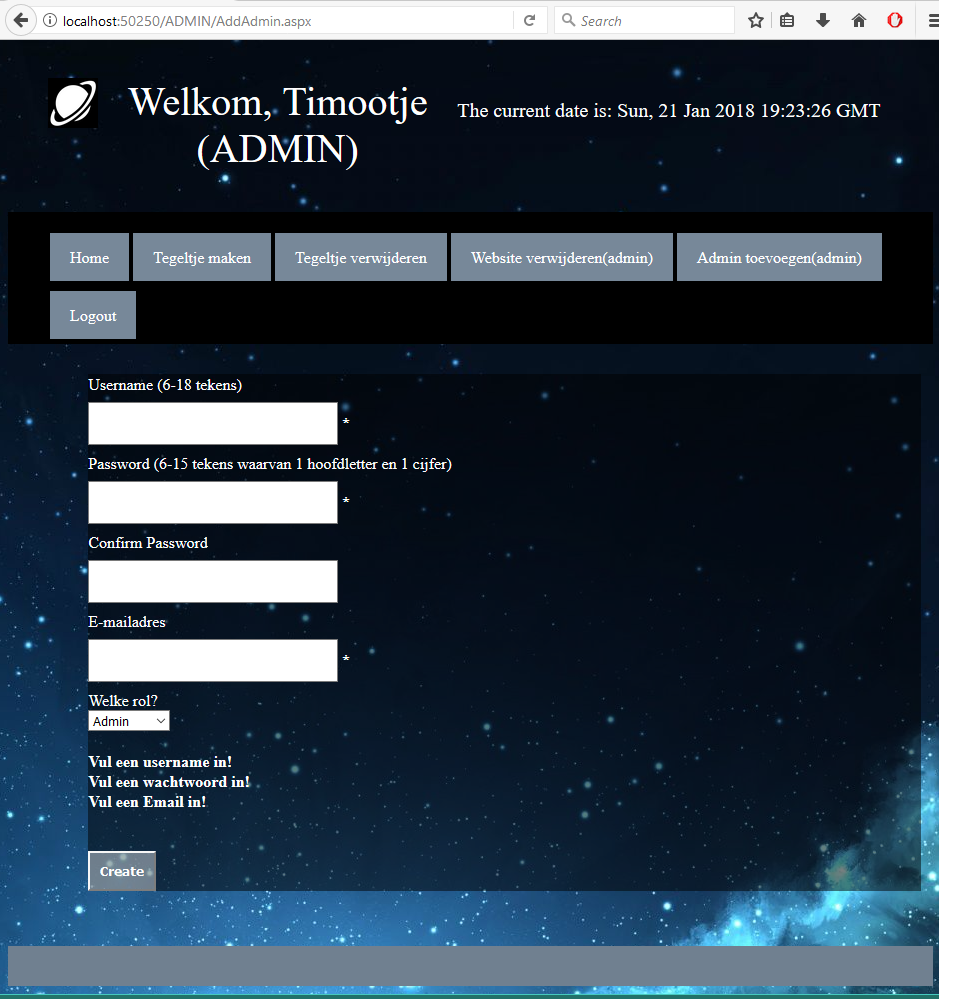 localhost:50250/ADMIN/AddAdmin.aspx
Search
Welkom, Timootje
(ADMIN)
The current date is: Sun, 21 Jan 2018 19:23:26 GMT
Home
Tegeltje maken
Tegeltje verwijderen
Website verwijderen(admin)
Admin toevoegen(admin)
Logout
Username (6-18 tekens)
*
Password (6-15 tekens waarvan 1 hoofdletter en 1 cijfer)
*
Confirm Password
E-mailadres
*
Welke rol?
Admin
Vul een username in!
Vul een wachtwoord in!
Vul een Email in!
Create